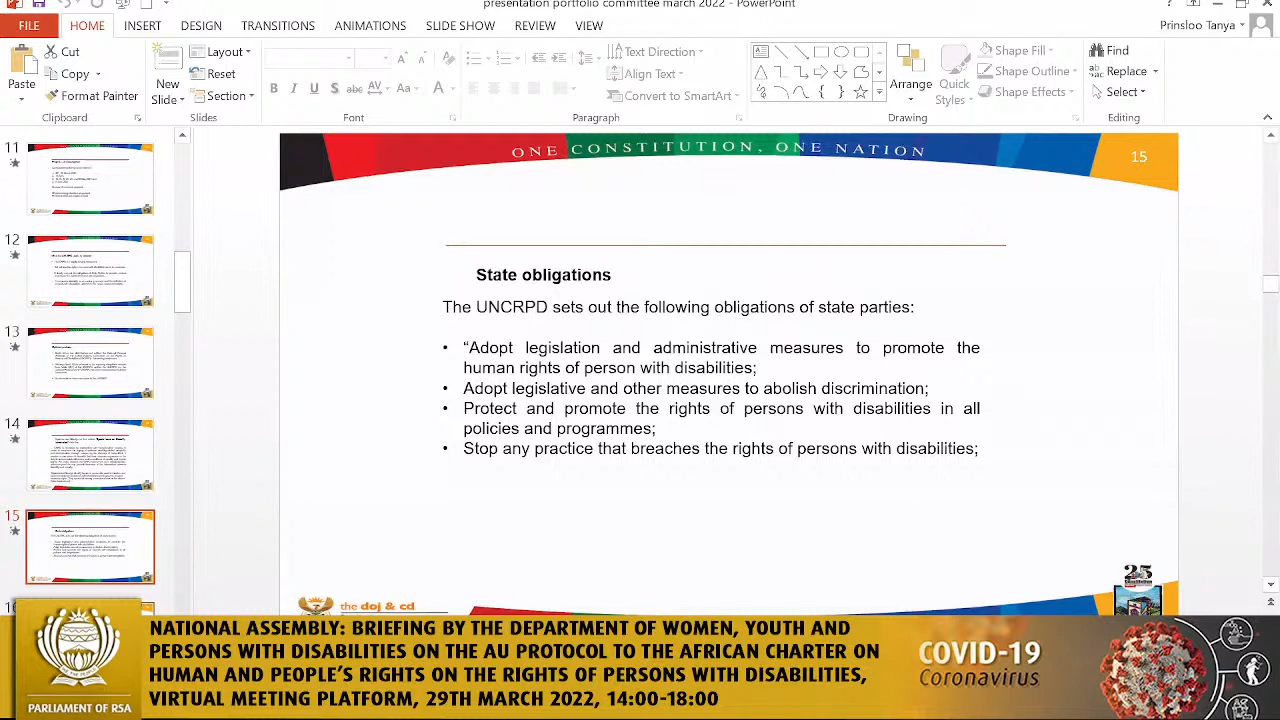 presentation portfolio committee march 2022 - PowerPoint
FILE HOME INSERT DESIGN TRANSITIONS ANIMATIONS SLIDE SHOW REVIEW VIEW Prinsloo Tanya
Paste
Cut
Copy
Format Painter
Clipboard
New
Slide
Layout
Reset
Section
Slides
B I U S abc AV Aa A
Font
Paragraph
Text Direction
Align Text
Convert to SmartArt
Arrange
Quick
Styles
Shape Fill
Shape Outline
Shape Effects
Drawing
Find
Replace
Select
Editing
11
12
13
14
15
16
ONE CONSTITUTION, ONE NATION
15
State obligations
The UNCRPD sets out the following obligations of state parties:
• “Adopt legislation and administrative measures to promote the
human rights of person with disabilities;
• Adopt legislative and other measures to abolish discrimination;
• Protect and promote the rights of persons with disabilities in all
policies and programmes;
• Stop any practice that breaches the rights of persons with disabilities;
25
the doj & cd
PARLIAMENT OF RSA
NATIONAL ASSEMBLY: BRIEFING BY THE DEPARTMENT OF WOMEN, YOUTH AND
PERSONS WITH DISABILITIES ON THE AU PROTOCOL TO THE AFRICAN CHARTER ON
HUMAN AND PEOPLE'S RIGHTS ON THE RIGHTS OF PERSONS WITH DISABILITIES,
VIRTUAL MEETING PLATFORM, 29TH MARCH 2022, 14:00-18:00
COVID-19
Coronavirus